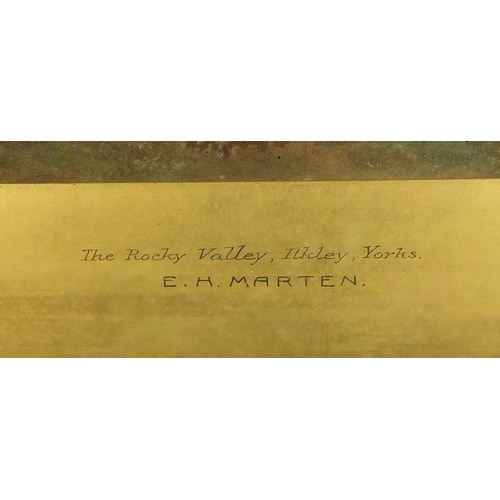 The Rocky Valley, Ilkley, Yorks.
E. H. MARTEN.